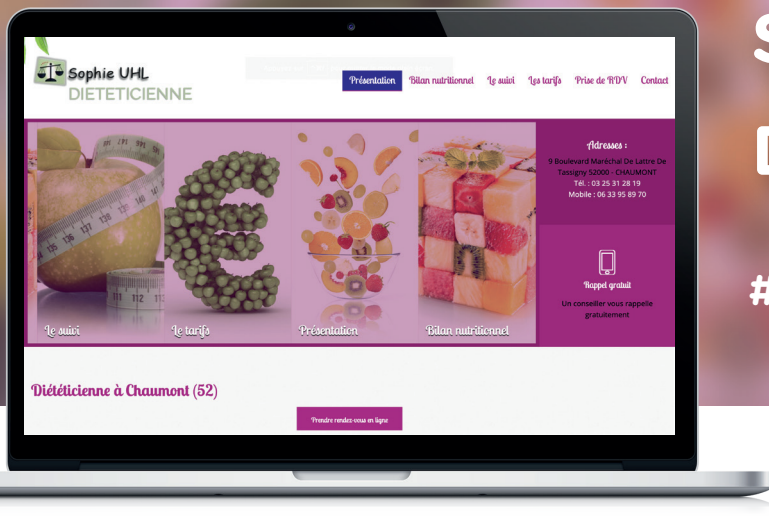 Sophie UHL
DIETETICIENNE
Présentation Bilan nutritionnel Le suivi Les tarifs Prise de RDV Contact
Adresses :
9 Boulevard Maréchal De Lattre De
Tassigny 52000 - CHAUMONT
Tél. : 03 25 31 28 19
Mobile : 06 33 95 89 70
Rappel gratuit
Un conseiller vous rappelle
gratuitement
Le suivi
Le tarifs
Présentation
Bilan nutritionnel
Diététicienne à Chaumont (52)
Prendre rendez-vous en ligne
S
#